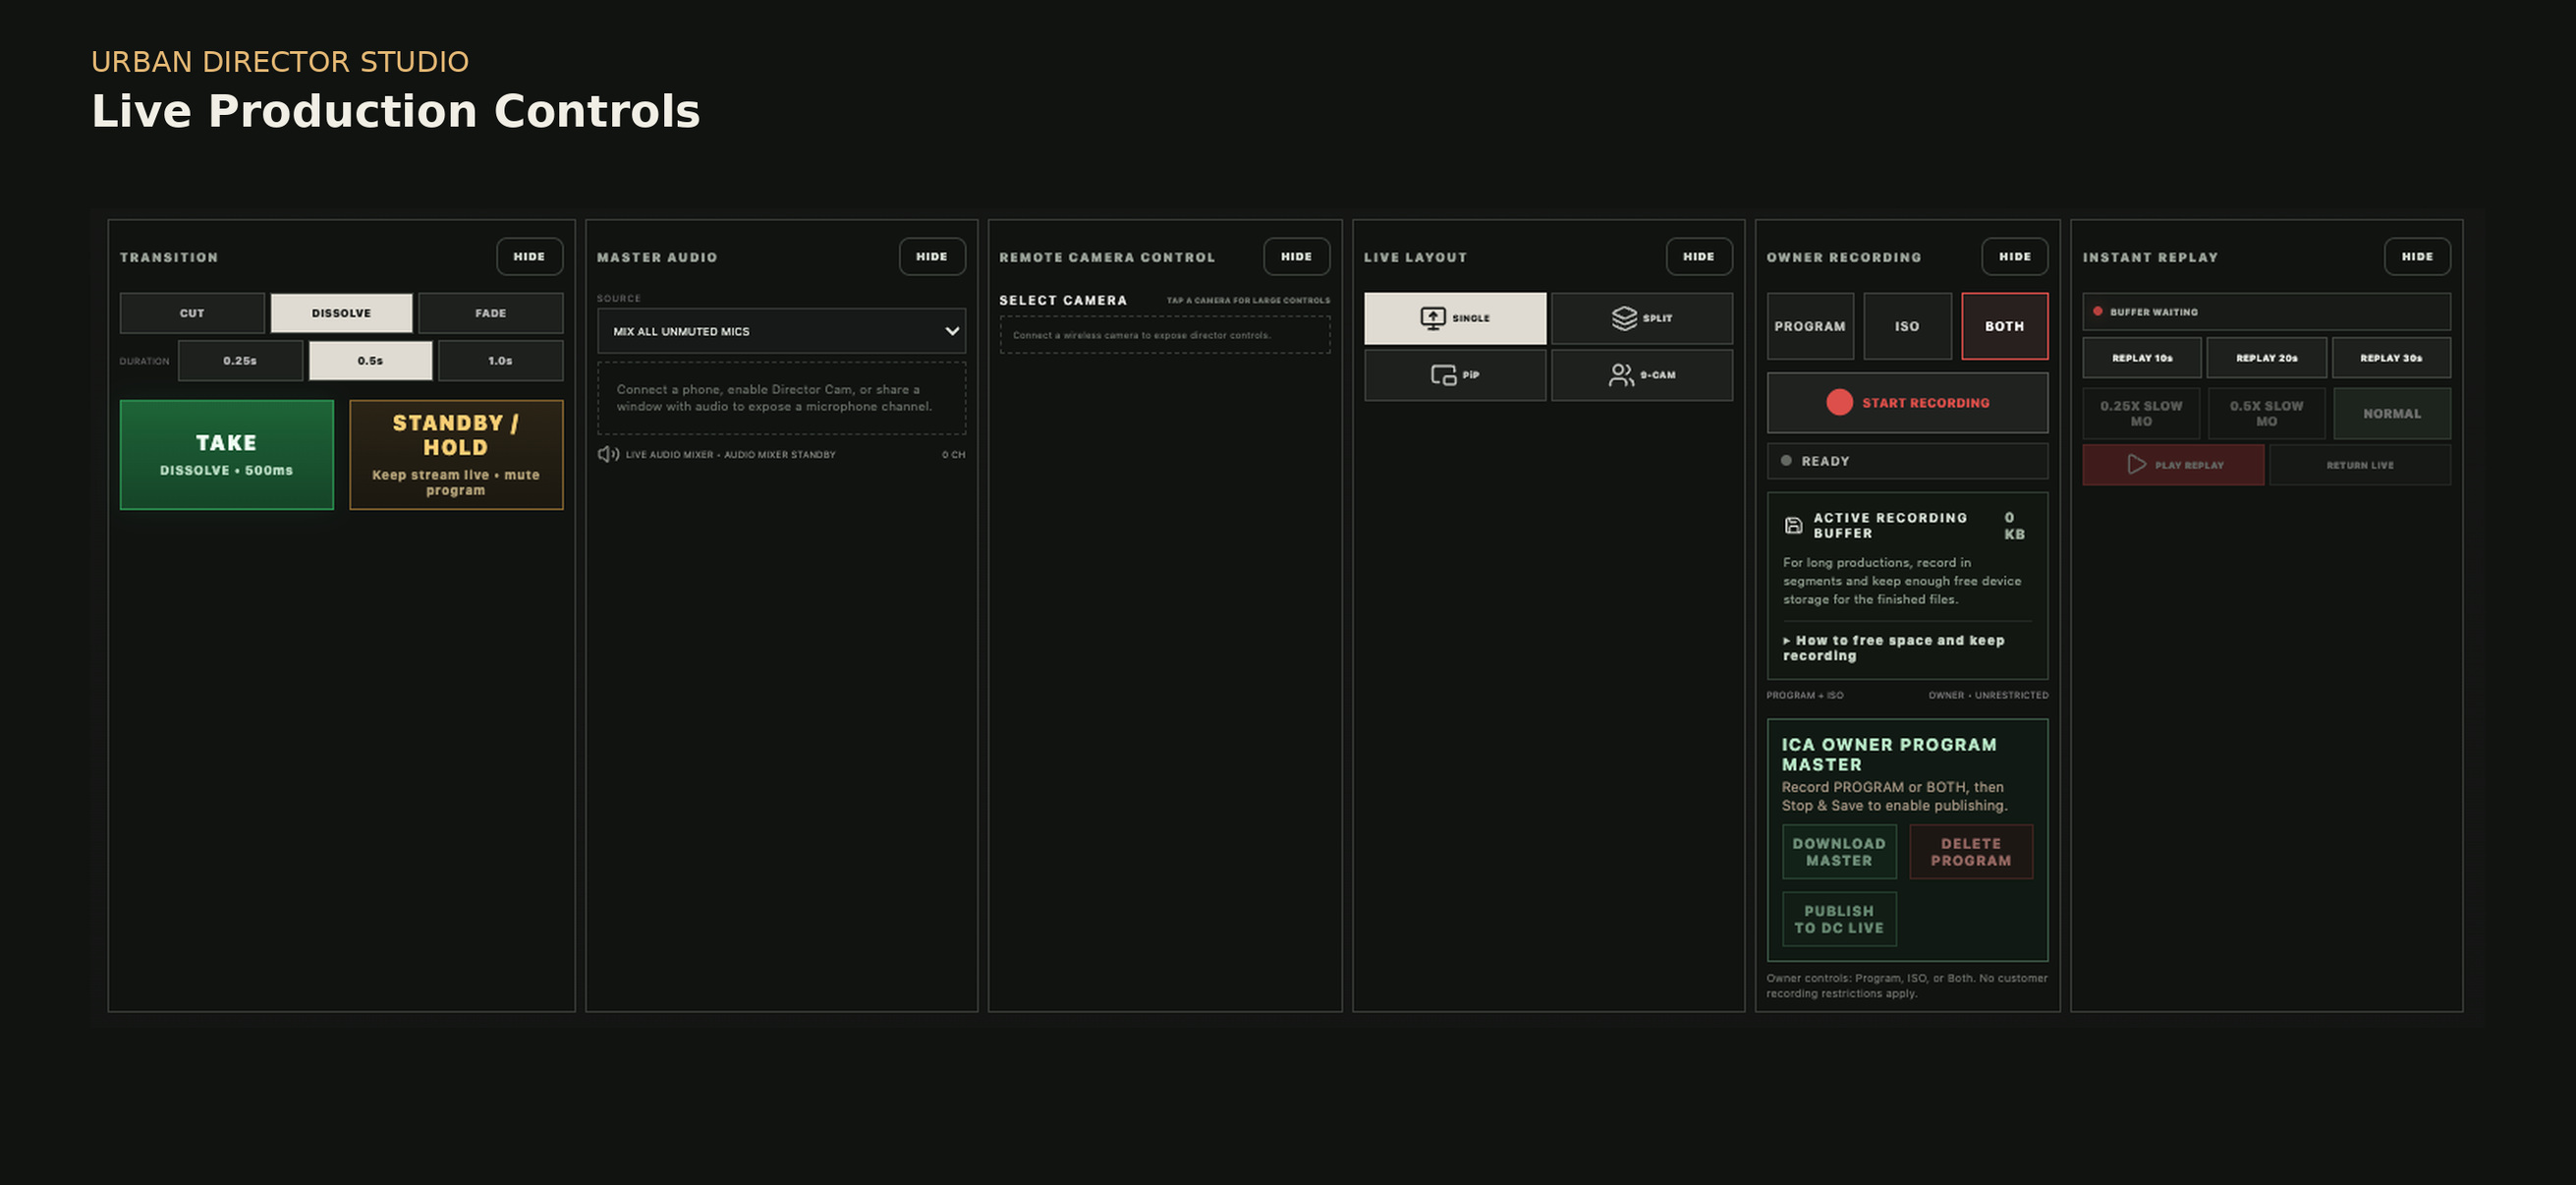 URBAN DIRECTOR STUDIO
Live Production Controls
TRANSITION
HIDE
CUT
DISSOLVE
FADE
DURATION
0.25s
0.5s
1.0s
TAKE
DISSOLVE • 500ms
STANDBY /
HOLD
Keep stream live • mute
program
MASTER AUDIO
HIDE
SOURCE
MIX ALL UNMUTED MICS
Connect a phone, enable Director Cam, or share a
window with audio to expose a microphone channel.
LIVE AUDIO MIXER • AUDIO MIXER STANDBY
0 CH
REMOTE CAMERA CONTROL
HIDE
SELECT CAMERA
TAP A CAMERA FOR LARGE CONTROLS
Connect a wireless camera to expose director controls.
LIVE LAYOUT
HIDE
SINGLE
SPLIT
PiP
9-CAM
OWNER RECORDING
HIDE
PROGRAM
ISO
BOTH
START RECORDING
READY
ACTIVE RECORDING
BUFFER
0
KB
For long productions, record in
segments and keep enough free device
storage for the finished files.
▸ How to free space and keep
recording
PROGRAM + ISO
OWNER • UNRESTRICTED
ICA OWNER PROGRAM
MASTER
Record PROGRAM or BOTH, then
Stop & Save to enable publishing.
DOWNLOAD
MASTER
DELETE
PROGRAM
PUBLISH
TO DC LIVE
Owner controls: Program, ISO, or Both. No customer
recording restrictions apply.
INSTANT REPLAY
HIDE
BUFFER WAITING
REPLAY 10s
REPLAY 20s
REPLAY 30s
0.25X SLOW
MO
0.5X SLOW
MO
NORMAL
PLAY REPLAY
RETURN LIVE